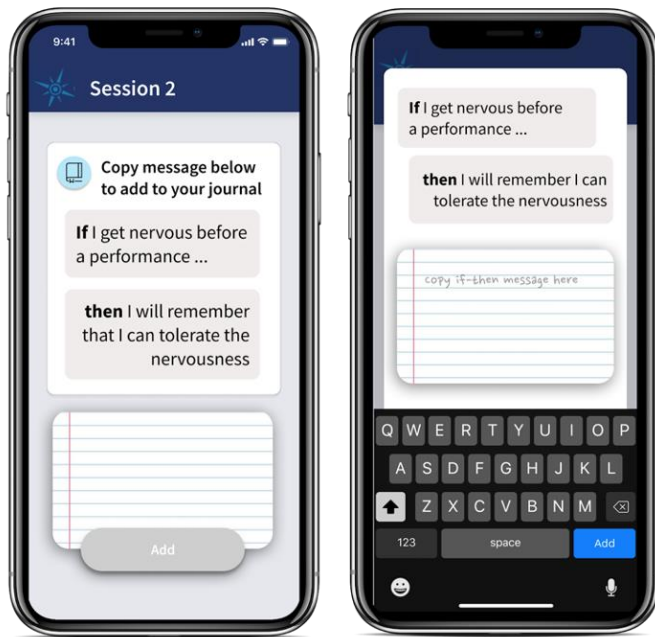 9:41
Session 2
Copy message below
to add to your journal
If I get nervous before
a performance ...
then I will remember
that I can tolerate the
nervousness
Add
If I get nervous before
a performance ...
then I will remember I can
tolerate the nervousness
copy if-then message here
Q W E R T Y U I O P
A S D F G H J K L
Z X C V B N M
123 space Add